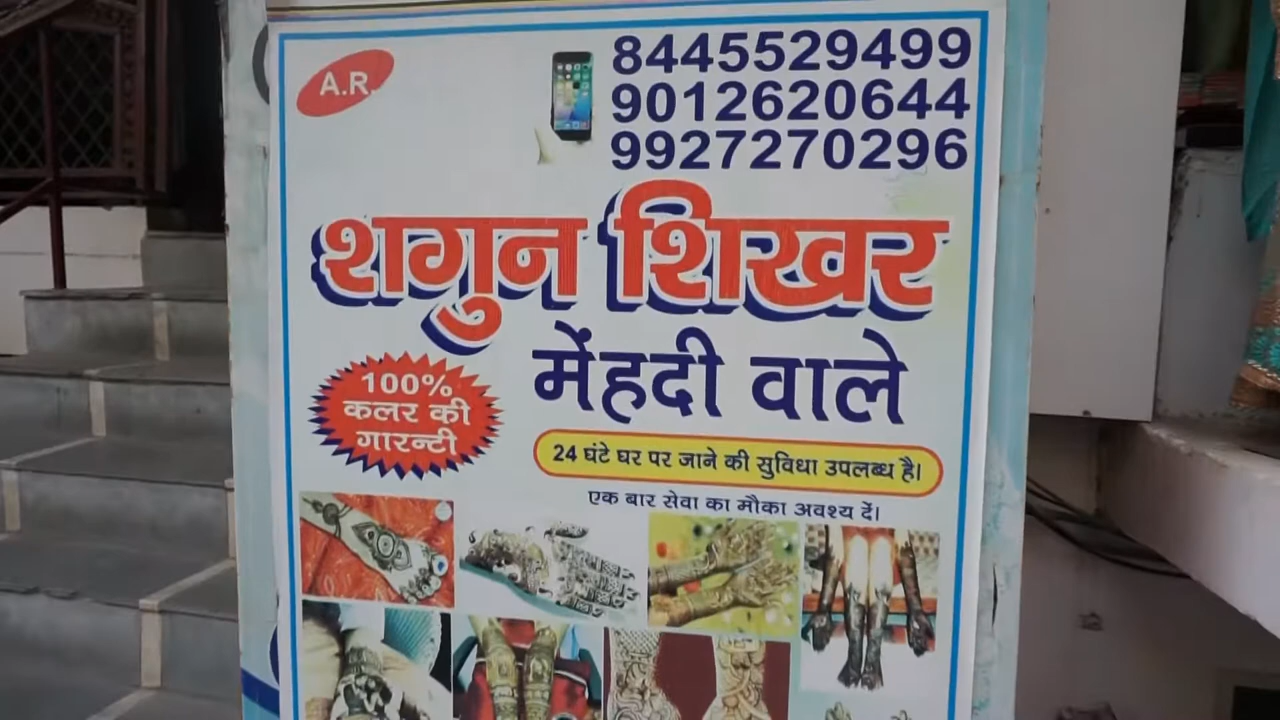 A.R.
8445529499
9012620644
9927270296
शगुन शिखर
मेंहदी वाले
100%
कलर की
गारन्टी
24 घंटे घर पर जाने की सुविधा उपलब्ध है।
एक बार सेवा का मौका अवश्य दें।